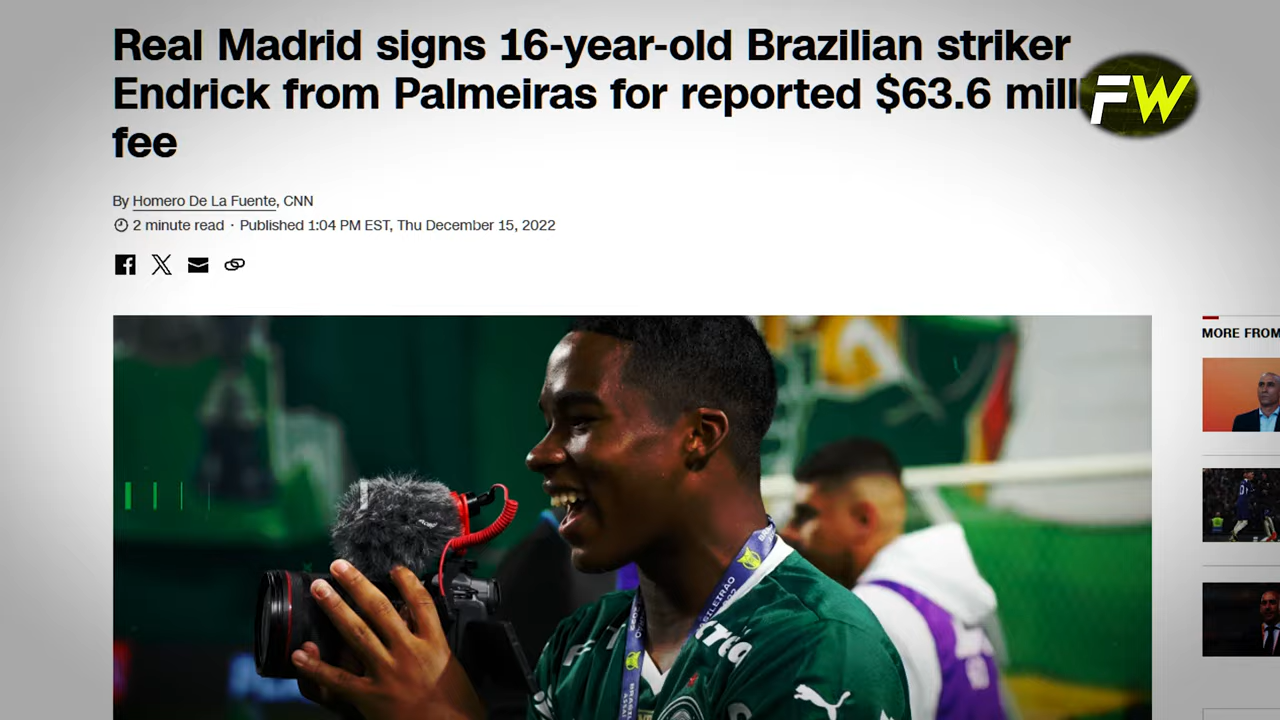 Real Madrid signs 16-year-old Brazilian striker
Endrick from Palmeiras for reported $63.6 mill
fee
FW
By Homero De La Fuente, CNN
2 minute read · Published 1:04 PM EST, Thu December 15, 2022
MORE FROM